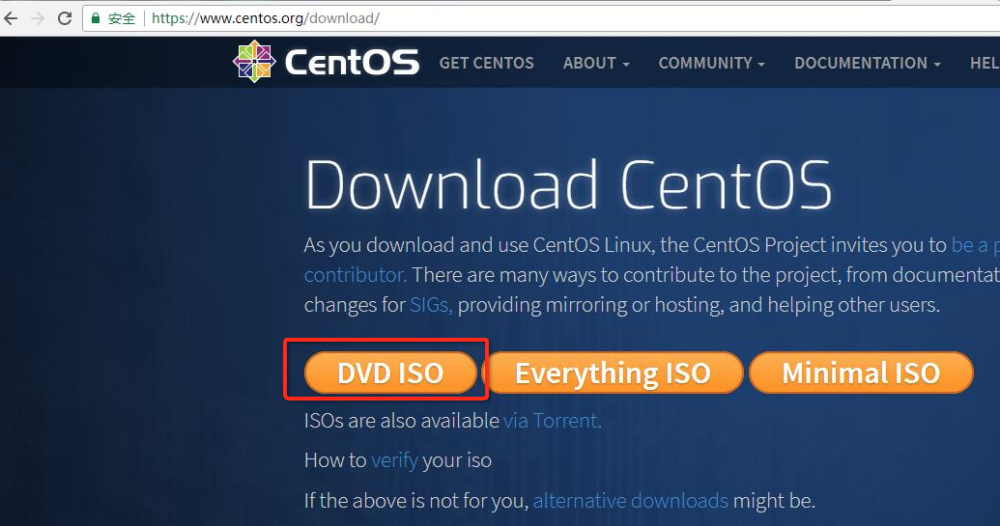 安全 https://www.centos.org/download/
CentOS GET CENTOS ABOUT COMMUNITY DOCUMENTATION HEL
Download CentOS
As you download and use CentOS Linux, the CentOS Project invites you to be a p
contributor. There are many ways to contribute to the project, from documentat
changes for SIGs, providing mirroring or hosting, and helping other users.
DVD ISO Everything ISO Minimal ISO
ISOs are also available via Torrent.
How to verify your iso
If the above is not for you, alternative downloads might be.